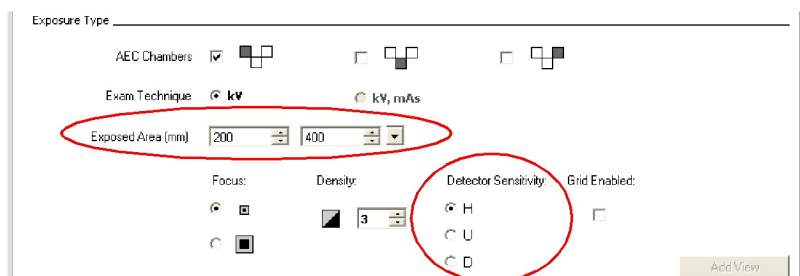 Exposure Type
AEC Chambers
Exam Technique kV kV, mAs
Exposed Area (mm) 200 400
Focus: Density: Detector Sensitivity: Grid Enabled:
3 H
U
D
Add View